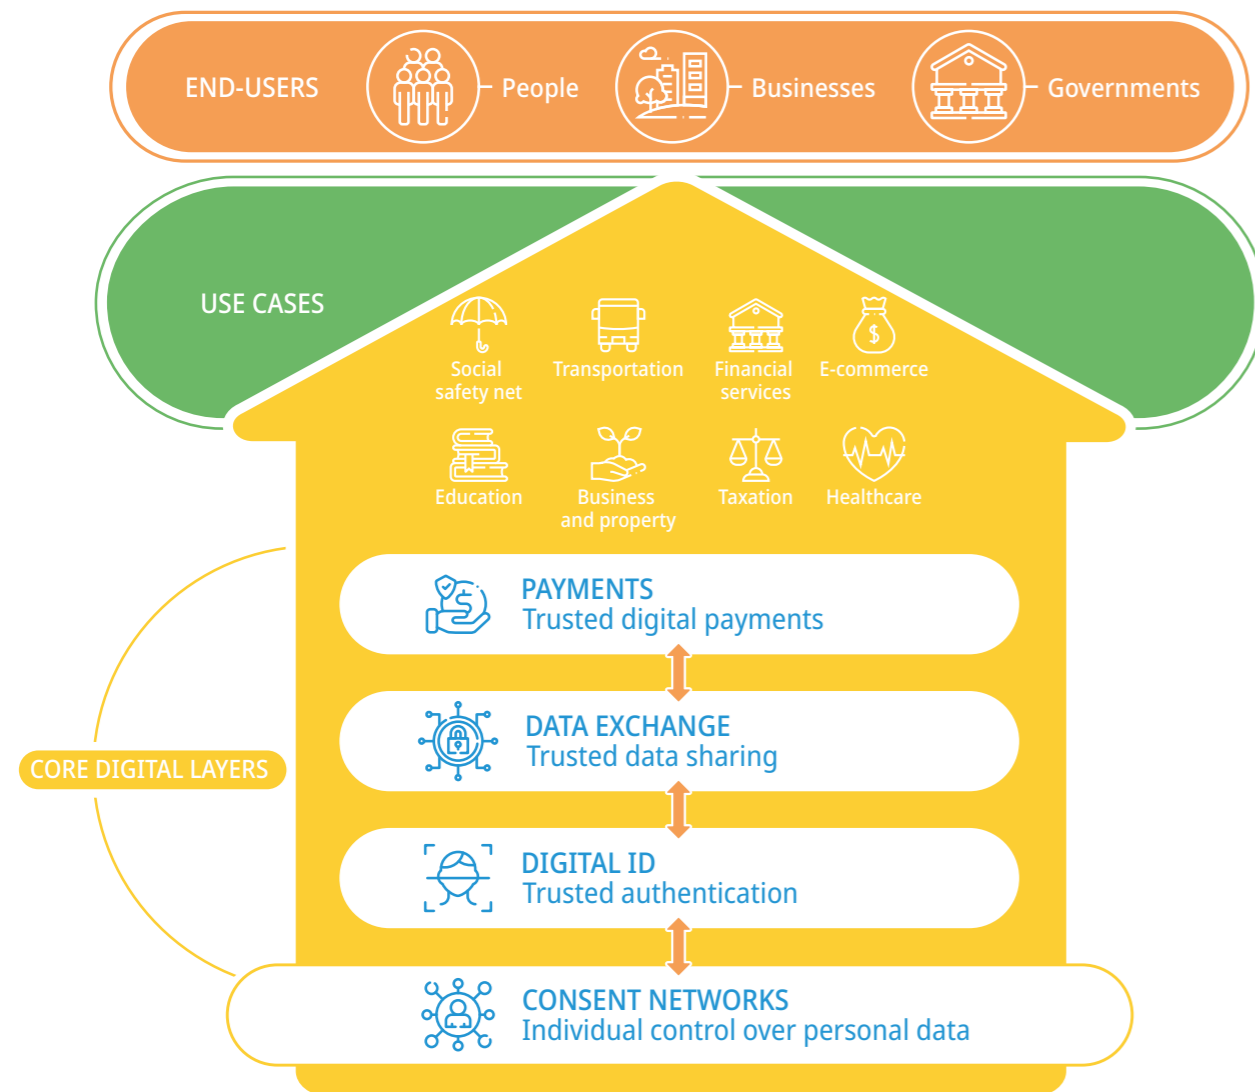 END-USERS
People
Businesses
Governments
USE CASES
Social
safety net
Transportation
Financial
services
E-commerce
Education
Business
and property
Taxation
Healthcare
CORE DIGITAL LAYERS
PAYMENTS
Trusted digital payments
DATA EXCHANGE
Trusted data sharing
DIGITAL ID
Trusted authentication
CONSENT NETWORKS
Individual control over personal data